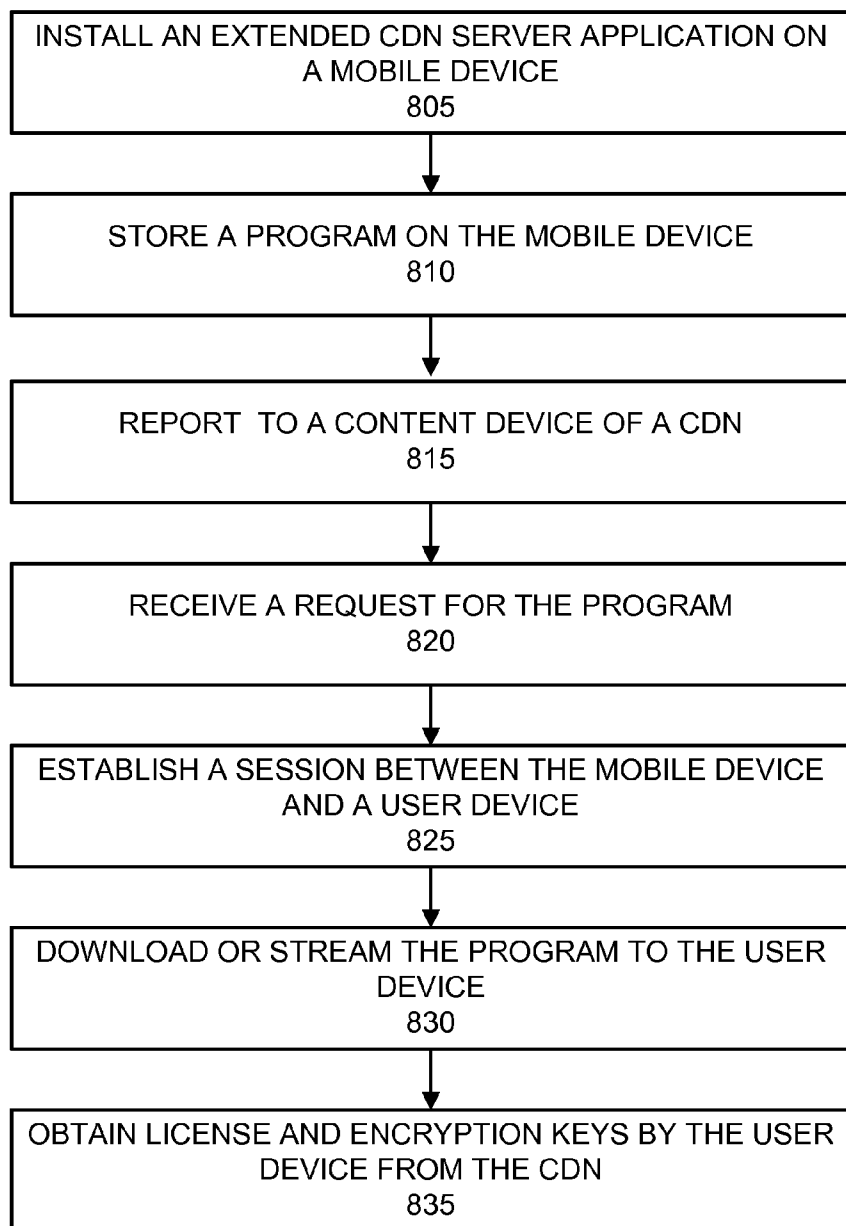 INSTALL AN EXTENDED CDN SERVER APPLICATION ON
A MOBILE DEVICE
805
STORE A PROGRAM ON THE MOBILE DEVICE
810
REPORT TO A CONTENT DEVICE OF A CDN
815
RECEIVE A REQUEST FOR THE PROGRAM
820
ESTABLISH A SESSION BETWEEN THE MOBILE DEVICE
AND A USER DEVICE
825
DOWNLOAD OR STREAM THE PROGRAM TO THE USER
DEVICE
830
OBTAIN LICENSE AND ENCRYPTION KEYS BY THE USER
DEVICE FROM THE CDN
835